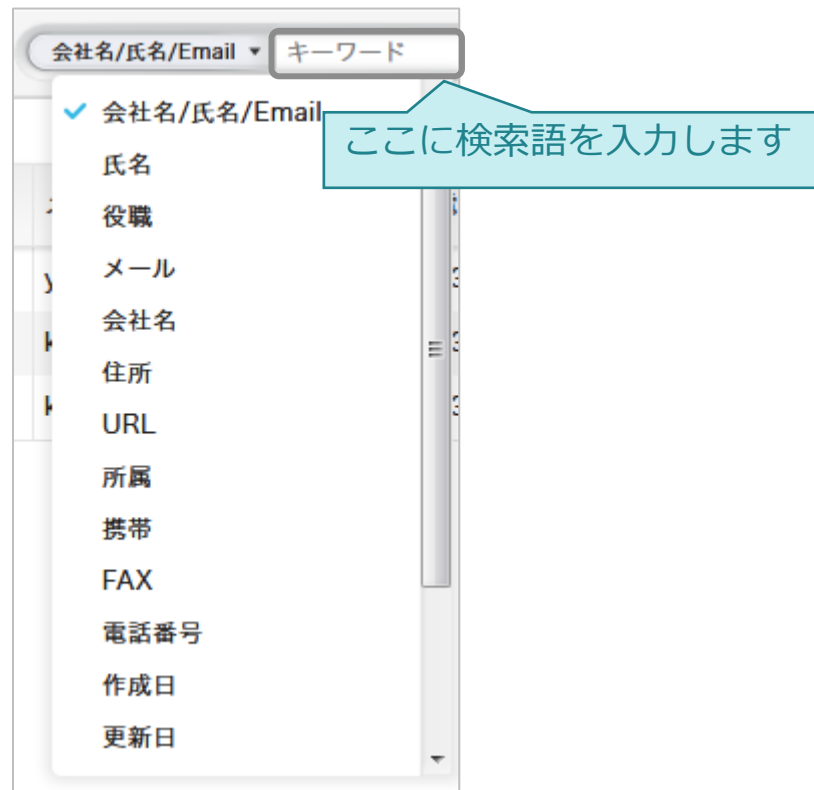 会社名/氏名/Email キーワード
会社名/氏名/Email
ここに検索語を入力します
氏名
役職
メール
会社名
住所
URL
所属
携帯
FAX
電話番号
作成日
更新日